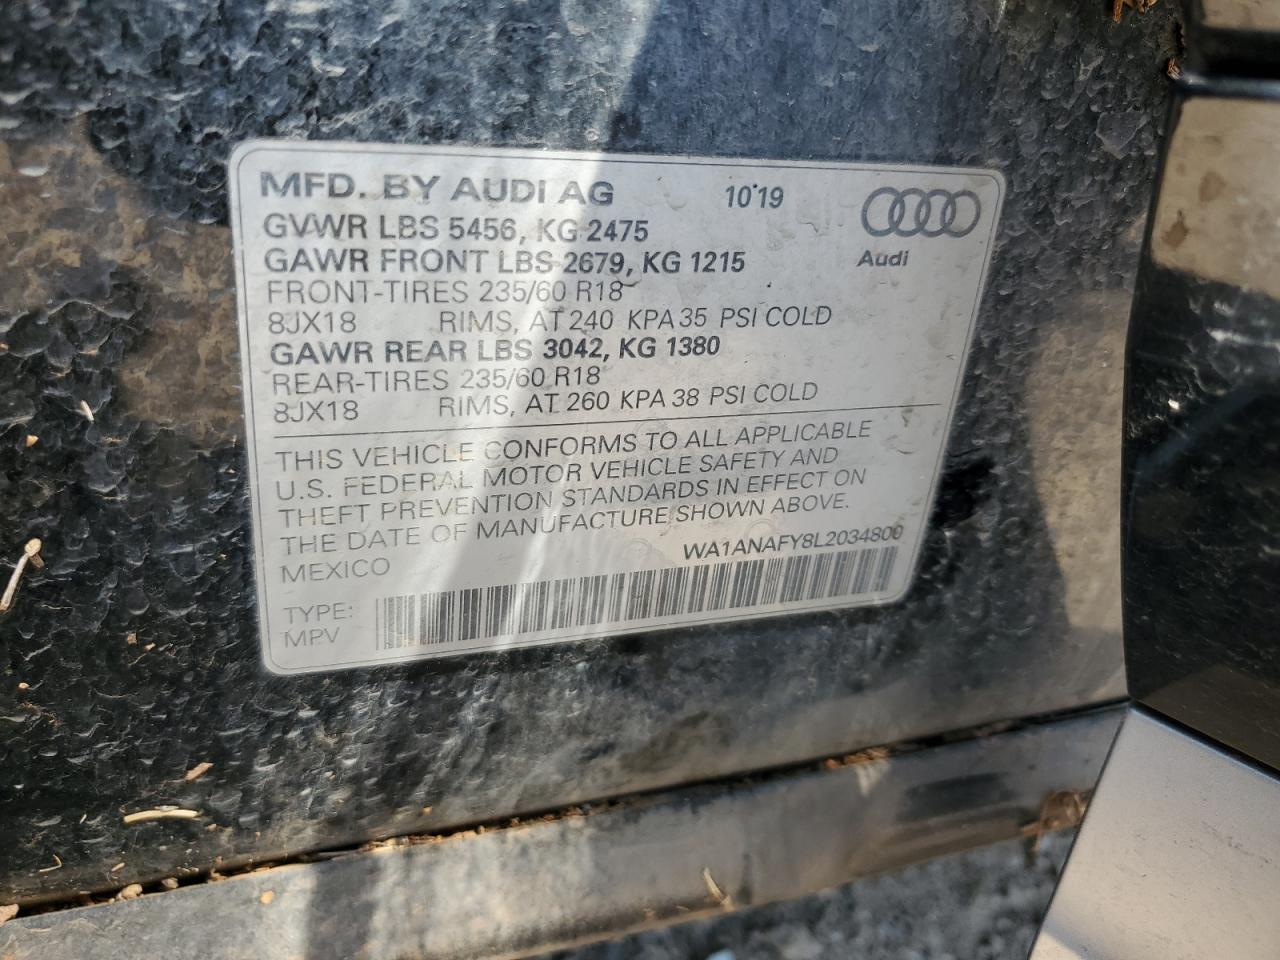 MFD. BY AUDI AG 10'19
GVWR LBS 5456, KG 2475
GAWR FRONT LBS 2679, KG 1215
Audi
FRONT-TIRES 235/60 R18
8JX18 RIMS, AT 240 KPA 35 PSI COLD
GAWR REAR LBS 3042, KG 1380
REAR-TIRES 235/60 R18
8JX18 RIMS, AT 260 KPA 38 PSI COLD
THIS VEHICLE CONFORMS TO ALL APPLICABLE
U.S. FEDERAL MOTOR VEHICLE SAFETY AND
THEFT PREVENTION STANDARDS IN EFFECT ON
THE DATE OF MANUFACTURE SHOWN ABOVE.
MEXICO WA1ANAFY8L2034800
TYPE:
MPV